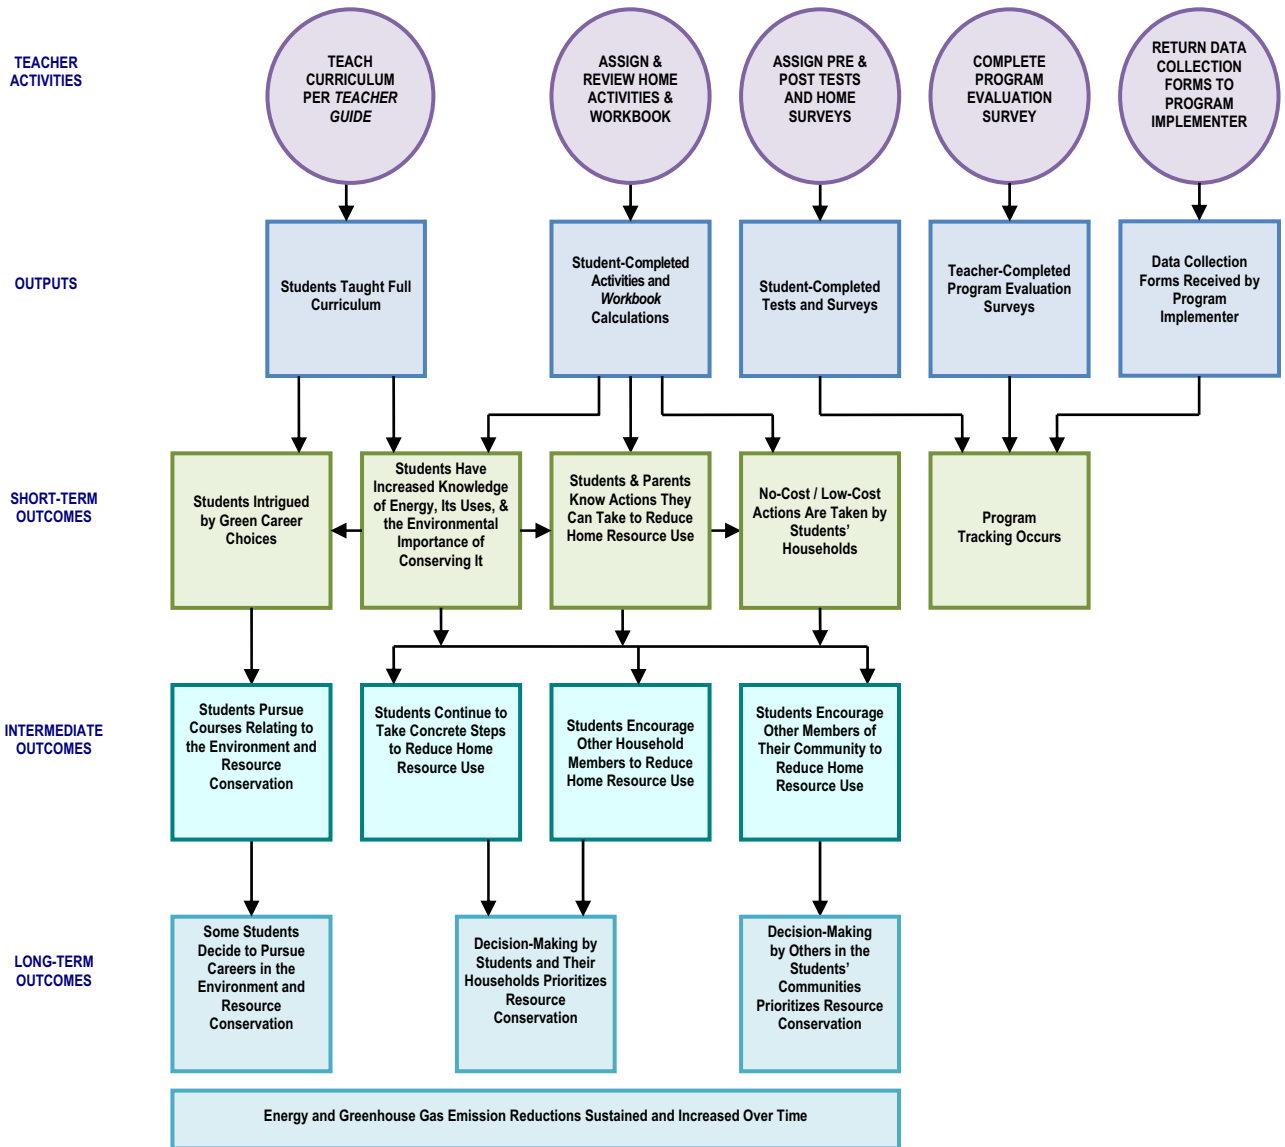 TEACHER
ACTIVITIES
TEACH
CURRICULUM
PER TEACHER
GUIDE
ASSIGN &
REVIEW HOME
ACTIVITIES &
WORKBOOK
ASSIGN PRE &
POST TESTS
AND HOME
SURVEYS
COMPLETE
PROGRAM
EVALUATION
SURVEY
RETURN DATA
COLLECTION
FORMS TO
PROGRAM
IMPLEMENTER
OUTPUTS
Students Taught Full
Curriculum
Student-Completed
Activities and
Workbook
Calculations
Student-Completed
Tests and Surveys
Teacher-Completed
Program Evaluation
Surveys
Data Collection
Forms Received by
Program
Implementer
SHORT-TERM
OUTCOMES
Students Intrigued
by Green Career
Choices
Students Have
Increased Knowledge
of Energy, Its Uses, &
the Environmental
Importance of
Conserving It
Students & Parents
Know Actions They
Can Take to Reduce
Home Resource Use
No-Cost / Low-Cost
Actions Are Taken by
Students’
Households
Program
Tracking Occurs
INTERMEDIATE
OUTCOMES
Students Pursue
Courses Relating to
the Environment and
Resource
Conservation
Students Continue to
Take Concrete Steps
to Reduce Home
Resource Use
Students Encourage
Other Household
Members to Reduce
Home Resource Use
Students Encourage
Other Members of
Their Community to
Reduce Home
Resource Use
LONG-TERM
OUTCOMES
Some Students
Decide to Pursue
Careers in the
Environment and
Resource
Conservation
Decision-Making by
Students and Their
Households Prioritizes
Resource
Conservation
Decision-Making
by Others in the
Students’
Communities
Prioritizes Resource
Conservation
Energy and Greenhouse Gas Emission Reductions Sustained and Increased Over Time